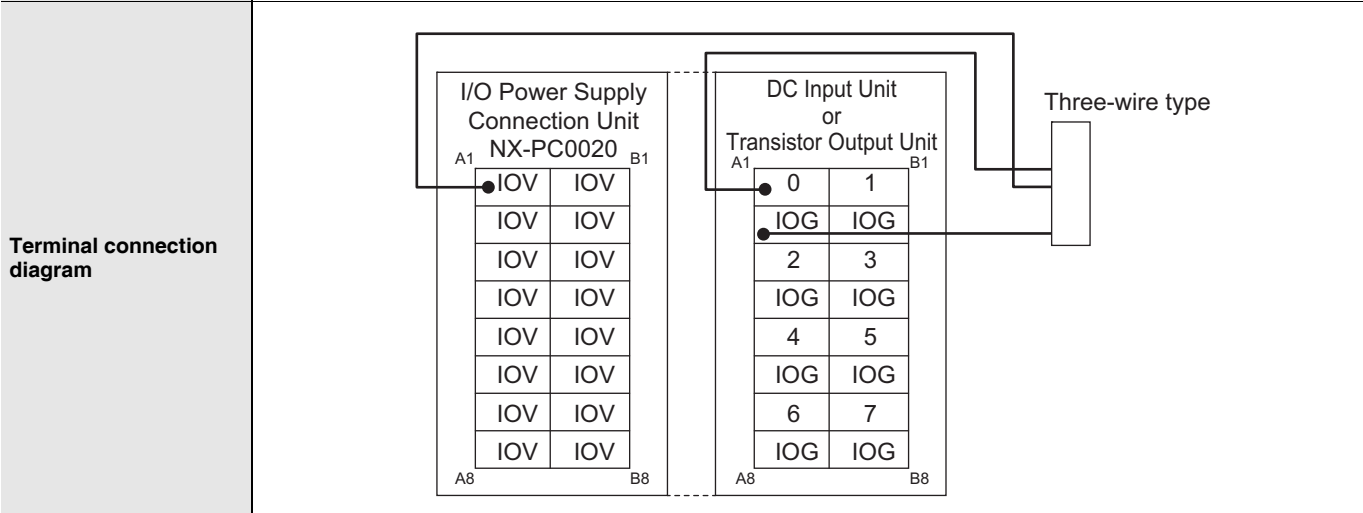 Terminal connection
diagram
I/O Power Supply
Connection Unit
NX-PC0020
A1
B1
IOV IOV
IOV IOV
IOV IOV
IOV IOV
IOV IOV
IOV IOV
IOV IOV
IOV IOV
A8
B8
DC Input Unit
or
Transistor Output Unit
A1
B1
0 1
IOG IOG
2 3
IOG IOG
4 5
IOG IOG
6 7
IOG IOG
A8
B8
Three-wire type